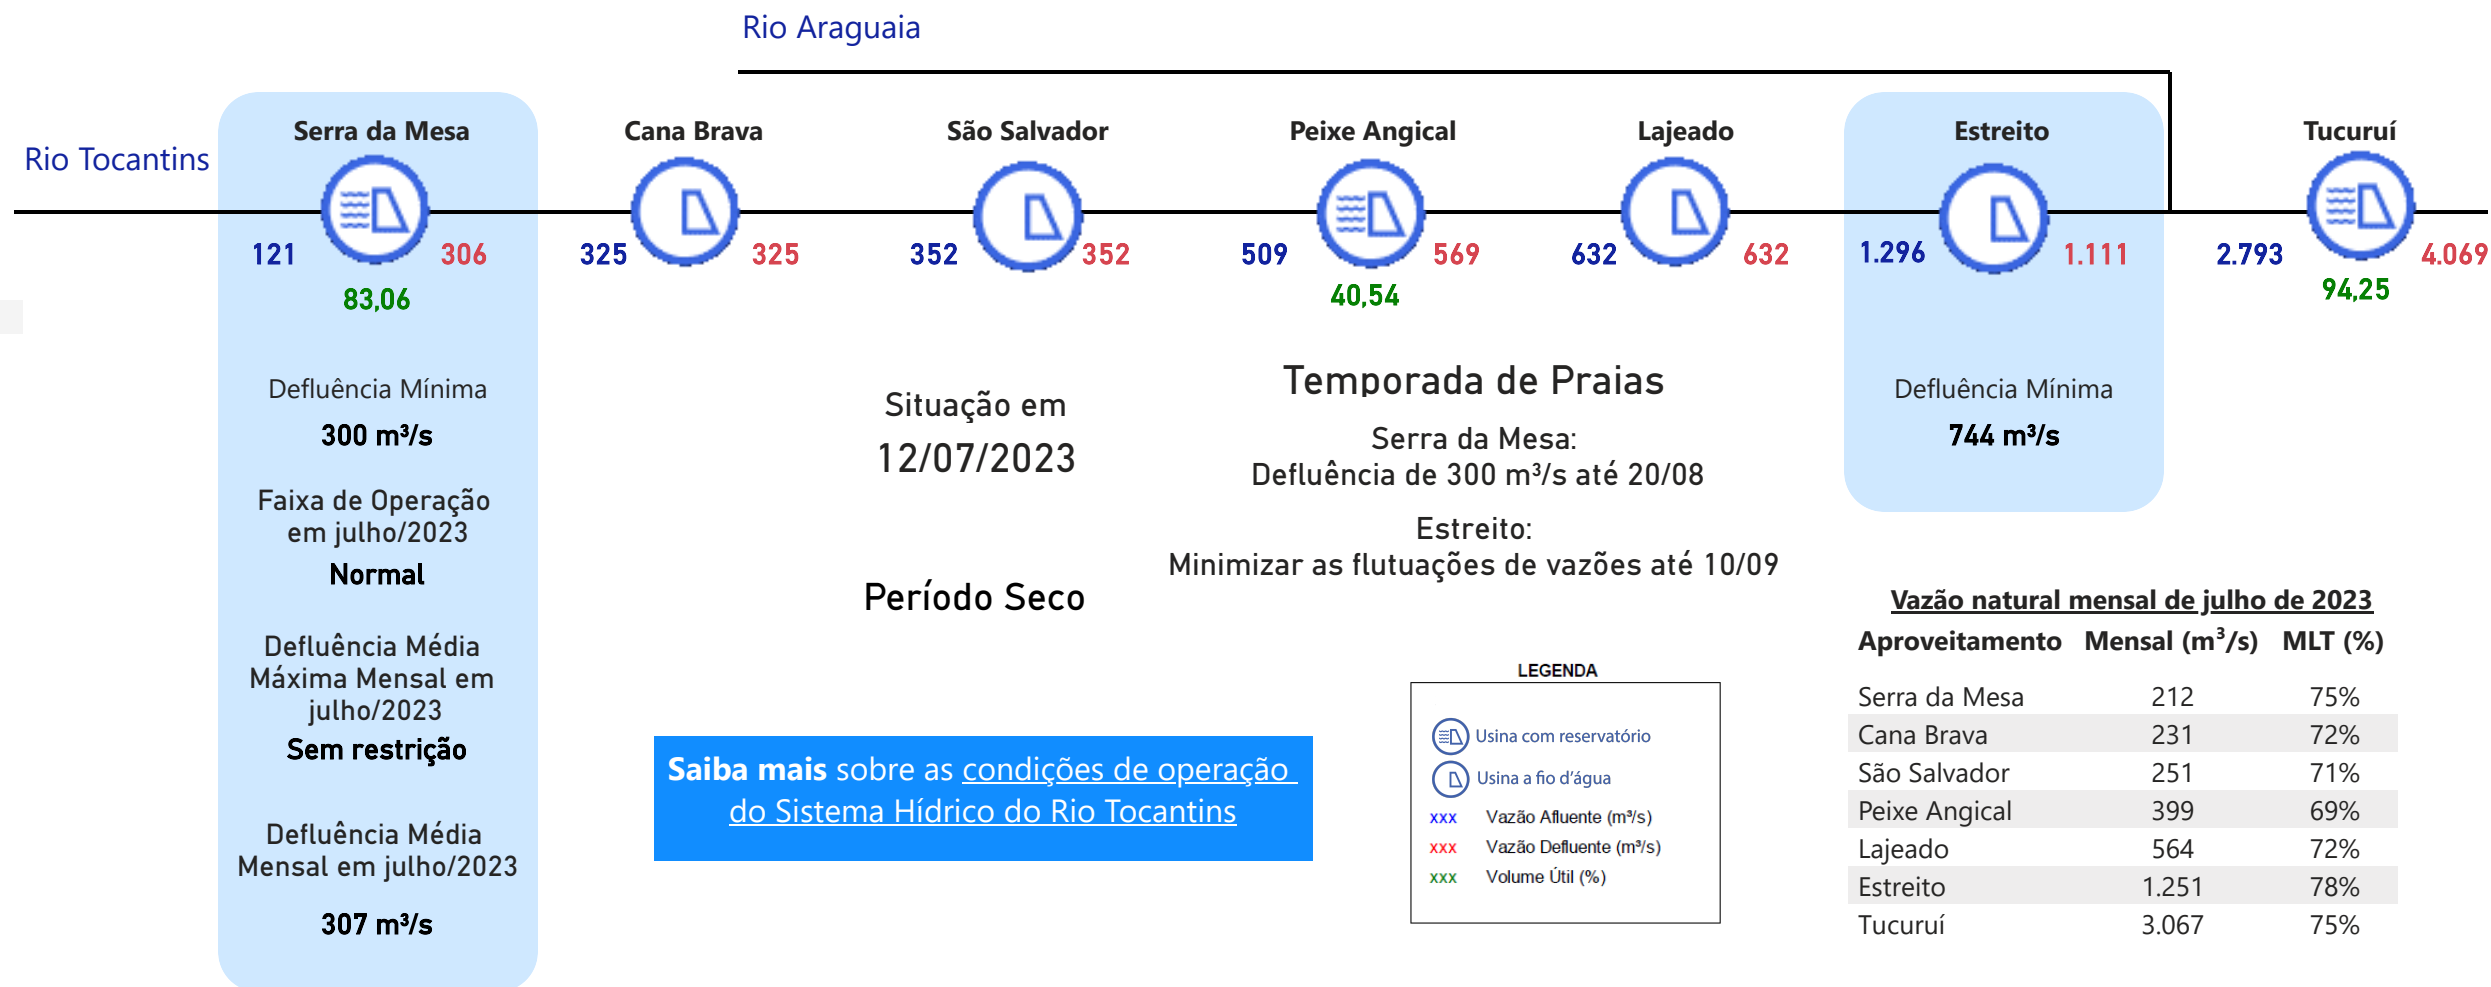 Rio Araguaia
Rio Tocantins
Serra da Mesa
Cana Brava
São Salvador
Peixe Angical
Lajeado
Estreito
Tucuruí
121
306
325
325
352
352
509
569
632
632
1.296
1.111
2.793
4.069
83,06
40,54
94,25
Defluência Mínima
300 m³/s
Faixa de Operação
em julho/2023
Normal
Defluência Média
Máxima Mensal em
julho/2023
Sem restrição
Defluência Média
Mensal em julho/2023
307 m³/s
Situação em
12/07/2023
Período Seco
Temporada de Praias
Serra da Mesa:
Defluência de 300 m³/s até 20/08
Estreito:
Minimizar as flutuações de vazões até 10/09
Defluência Mínima
744 m³/s
Saiba mais sobre as condições de operação
do Sistema Hídrico do Rio Tocantins
LEGENDA
Usina com reservatório
Usina a fio d'água
xxx Vazão Afluente (m³/s)
xxx Vazão Defluente (m³/s)
xxx Volume Útil (%)
Vazão natural mensal de julho de 2023
Aproveitamento Mensal (m³/s) MLT (%)
Serra da Mesa 212 75%
Cana Brava 231 72%
São Salvador 251 71%
Peixe Angical 399 69%
Lajeado 564 72%
Estreito 1.251 78%
Tucuruí 3.067 75%